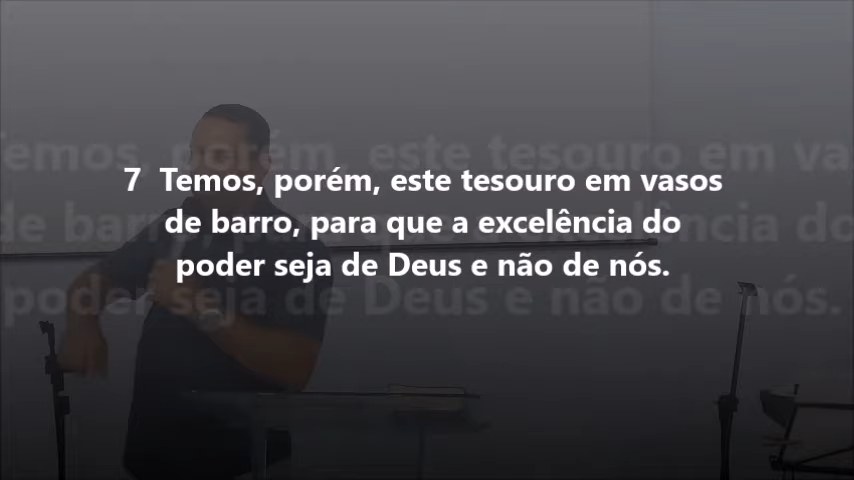 7 Temos, porém, este tesouro em vasos
de barro, para que a excelência do
poder seja de Deus e não de nós.